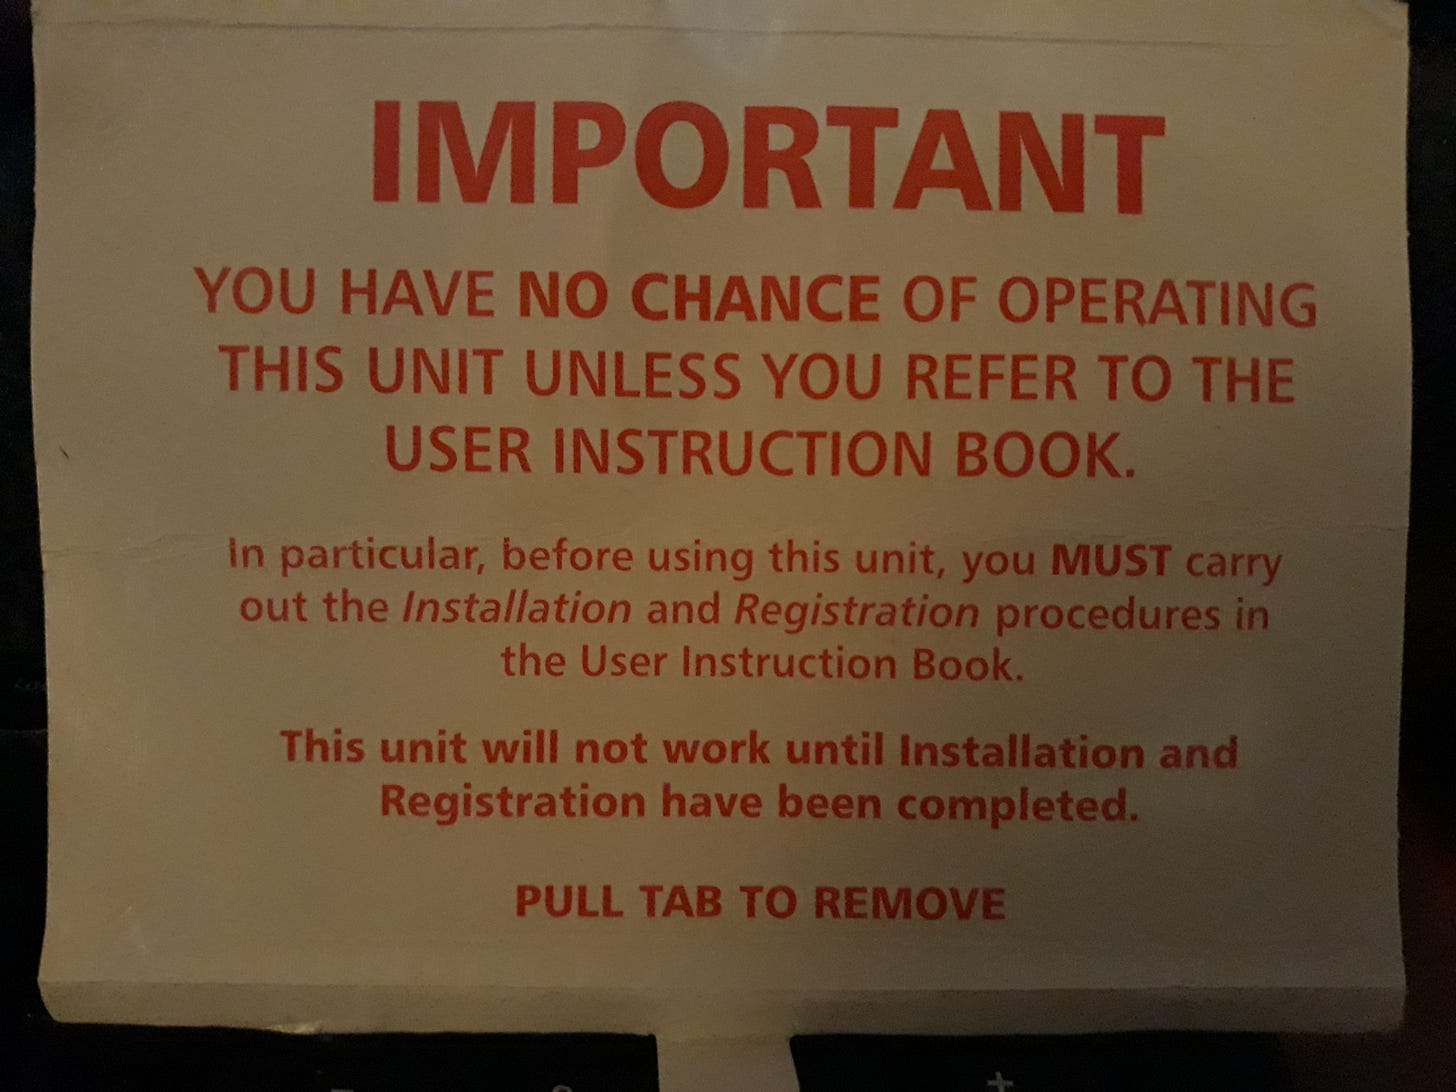 IMPORTANT
YOU HAVE NO CHANCE OF OPERATING
THIS UNIT UNLESS YOU REFER TO THE
USER INSTRUCTION BOOK.
In particular, before using this unit, you MUST carry
out the Installation and Registration procedures in
the User Instruction Book.
This unit will not work until Installation and
Registration have been completed.
PULL TAB TO REMOVE
+